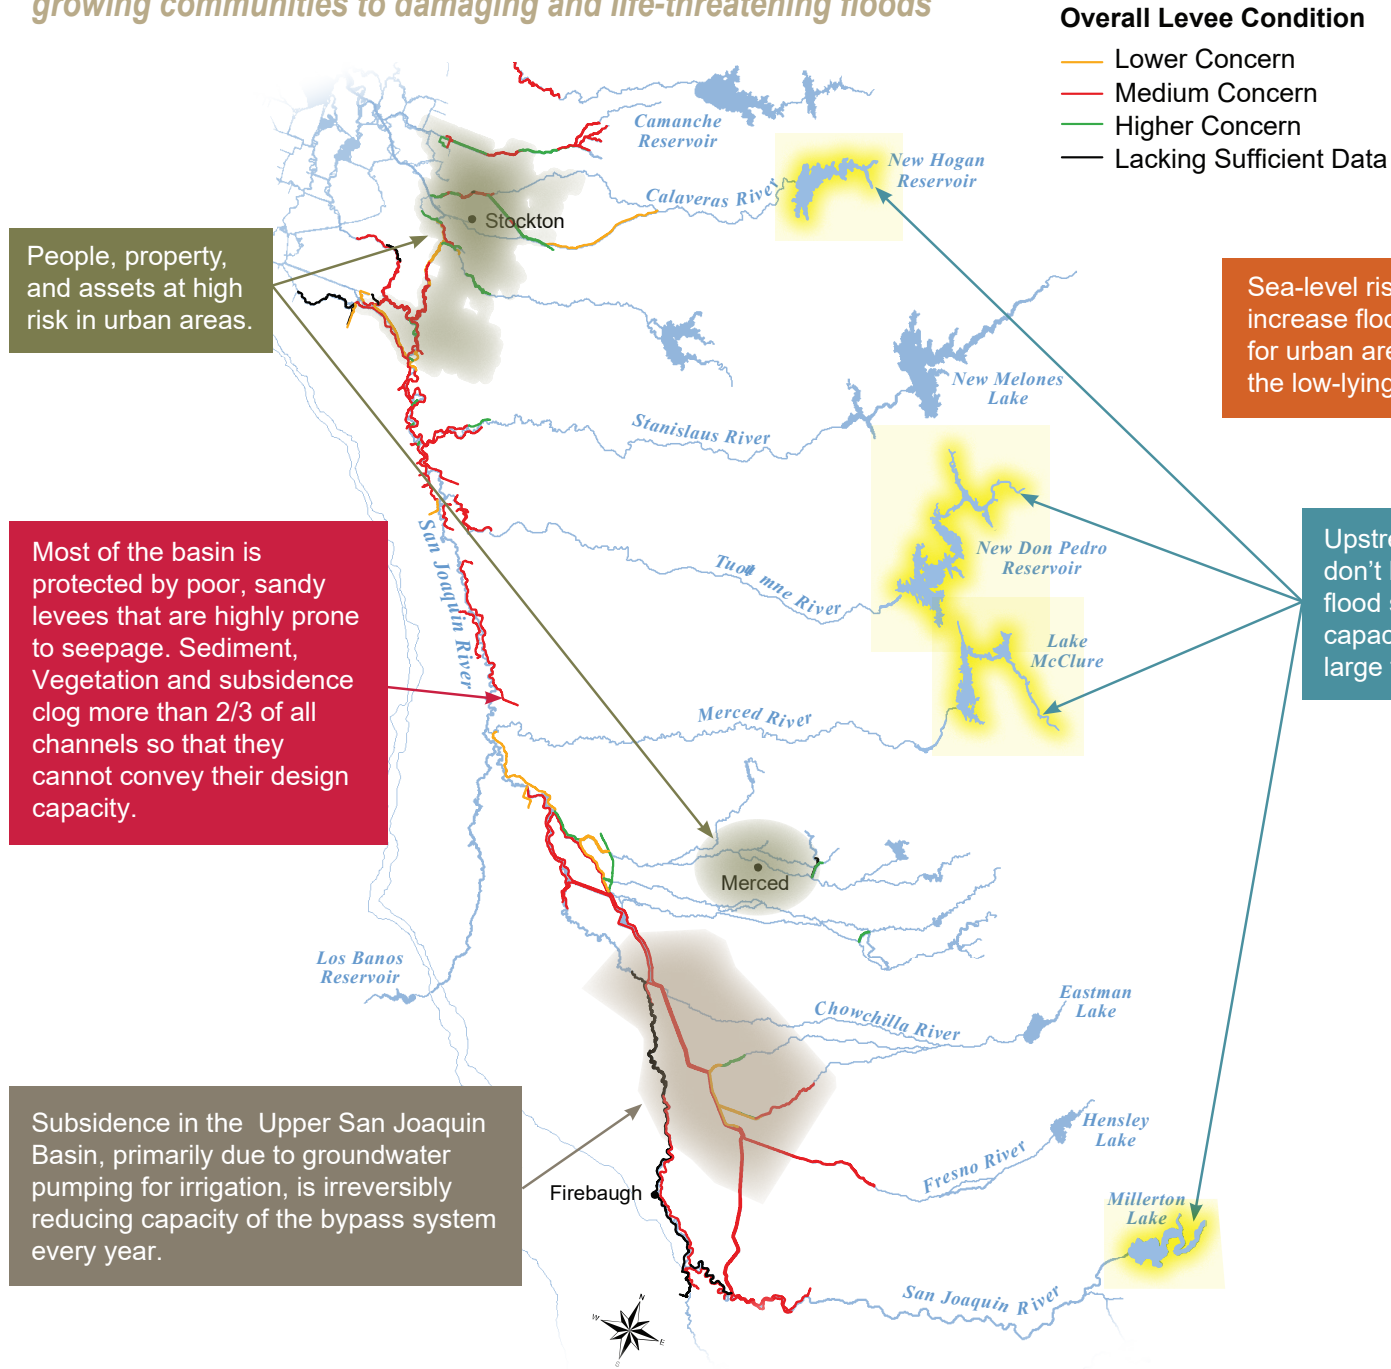 growing communities to damaging and life-threatening floods
Overall Levee Condition
Lower Concern
Medium Concern
Higher Concern
Lacking Sufficient Data
Camanche
Reservoir
New Hogan
Reservoir
Calaveras River
Stockton
People, property,
and assets at high
risk in urban areas.
Sea-level ris
increase floo
for urban are
the low-lying
New Melones
Lake
Stanislaus River
Most of the basin is
protected by poor, sandy
levees that are highly prone
to seepage. Sediment,
Vegetation and subsidence
clog more than 2/3 of all
channels so that they
cannot convey their design
capacity.
San Joaquin River
New Don Pedro
Reservoir
River
Upstre
don't
flood
capac
large
Lake
McClure
Merced River
Merced
Los Banos
Reservoir
Eastman
Lake
Chowchilla River
Subsidence in the Upper San Joaquin
Basin, primarily due to groundwater
pumping for irrigation, is irreversibly
reducing capacity of the bypass system
every year.
Hensley
Lake
Fresno River
Firebaugh
Millerton
Lake
San Joaquin River
N
W
E
S